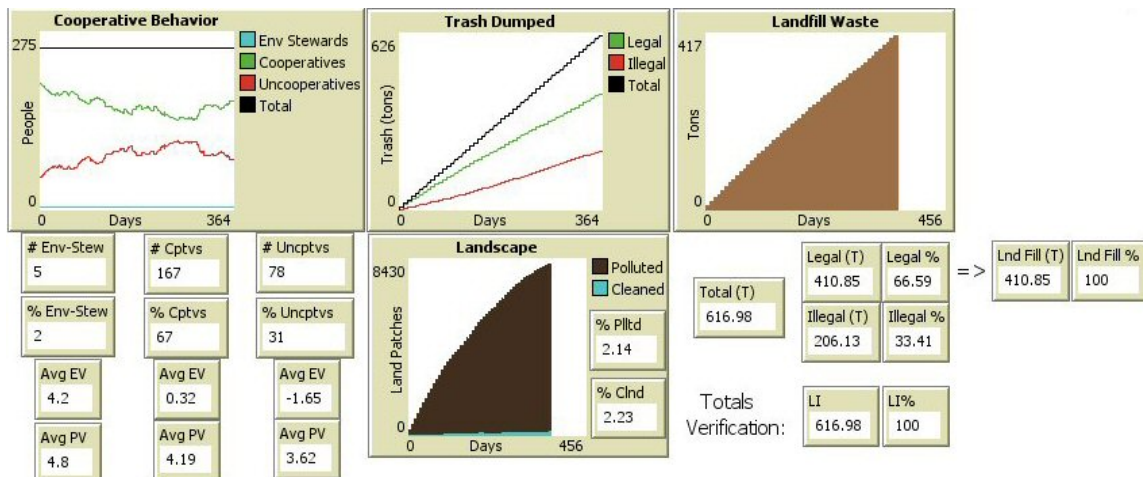 Cooperative Behavior
275
People
0
0
Days
364
Env Stewards
Cooperatives
Uncooperatives
Total
Trash Dumped
626
Trash (tons)
0
0
Days
364
Legal
Illegal
Total
Landfill Waste
417
Tons
0
0
Days
456
# Env-Stew
5
# Cptvs
167
# Uncptvs
78
% Env-Stew
2
% Cptvs
67
% Uncptvs
31
Avg EV
4.2
Avg EV
0.32
Avg EV
-1.65
Avg PV
4.8
Avg PV
4.19
Avg PV
3.62
Landscape
8430
Land Patches
0
0
Days
456
Polluted
Cleaned
% Plltd
2.14
% Clnd
2.23
Total (T)
616.98
Legal (T)
410.85
Legal %
66.59
Illegal (T)
206.13
Illegal %
33.41
= >
Lnd Fill (T)
410.85
Lnd Fill %
100
Totals
Verification:
LI
616.98
LI%
100